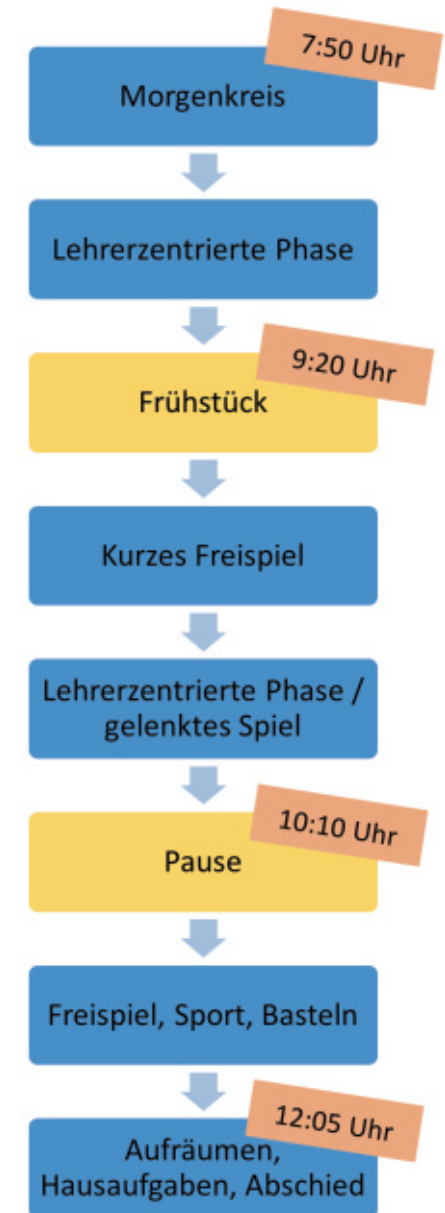 7:50 Uhr
Morgenkreis
Lehrerzentrierte Phase
9:20 Uhr
Frühstück
Kurzes Freispiel
Lehrerzentrierte Phase /
gelenktes Spiel
10:10 Uhr
Pause
Freispiel, Sport, Basteln
12:05 Uhr
Aufräumen,
Hausaufgaben, Abschied